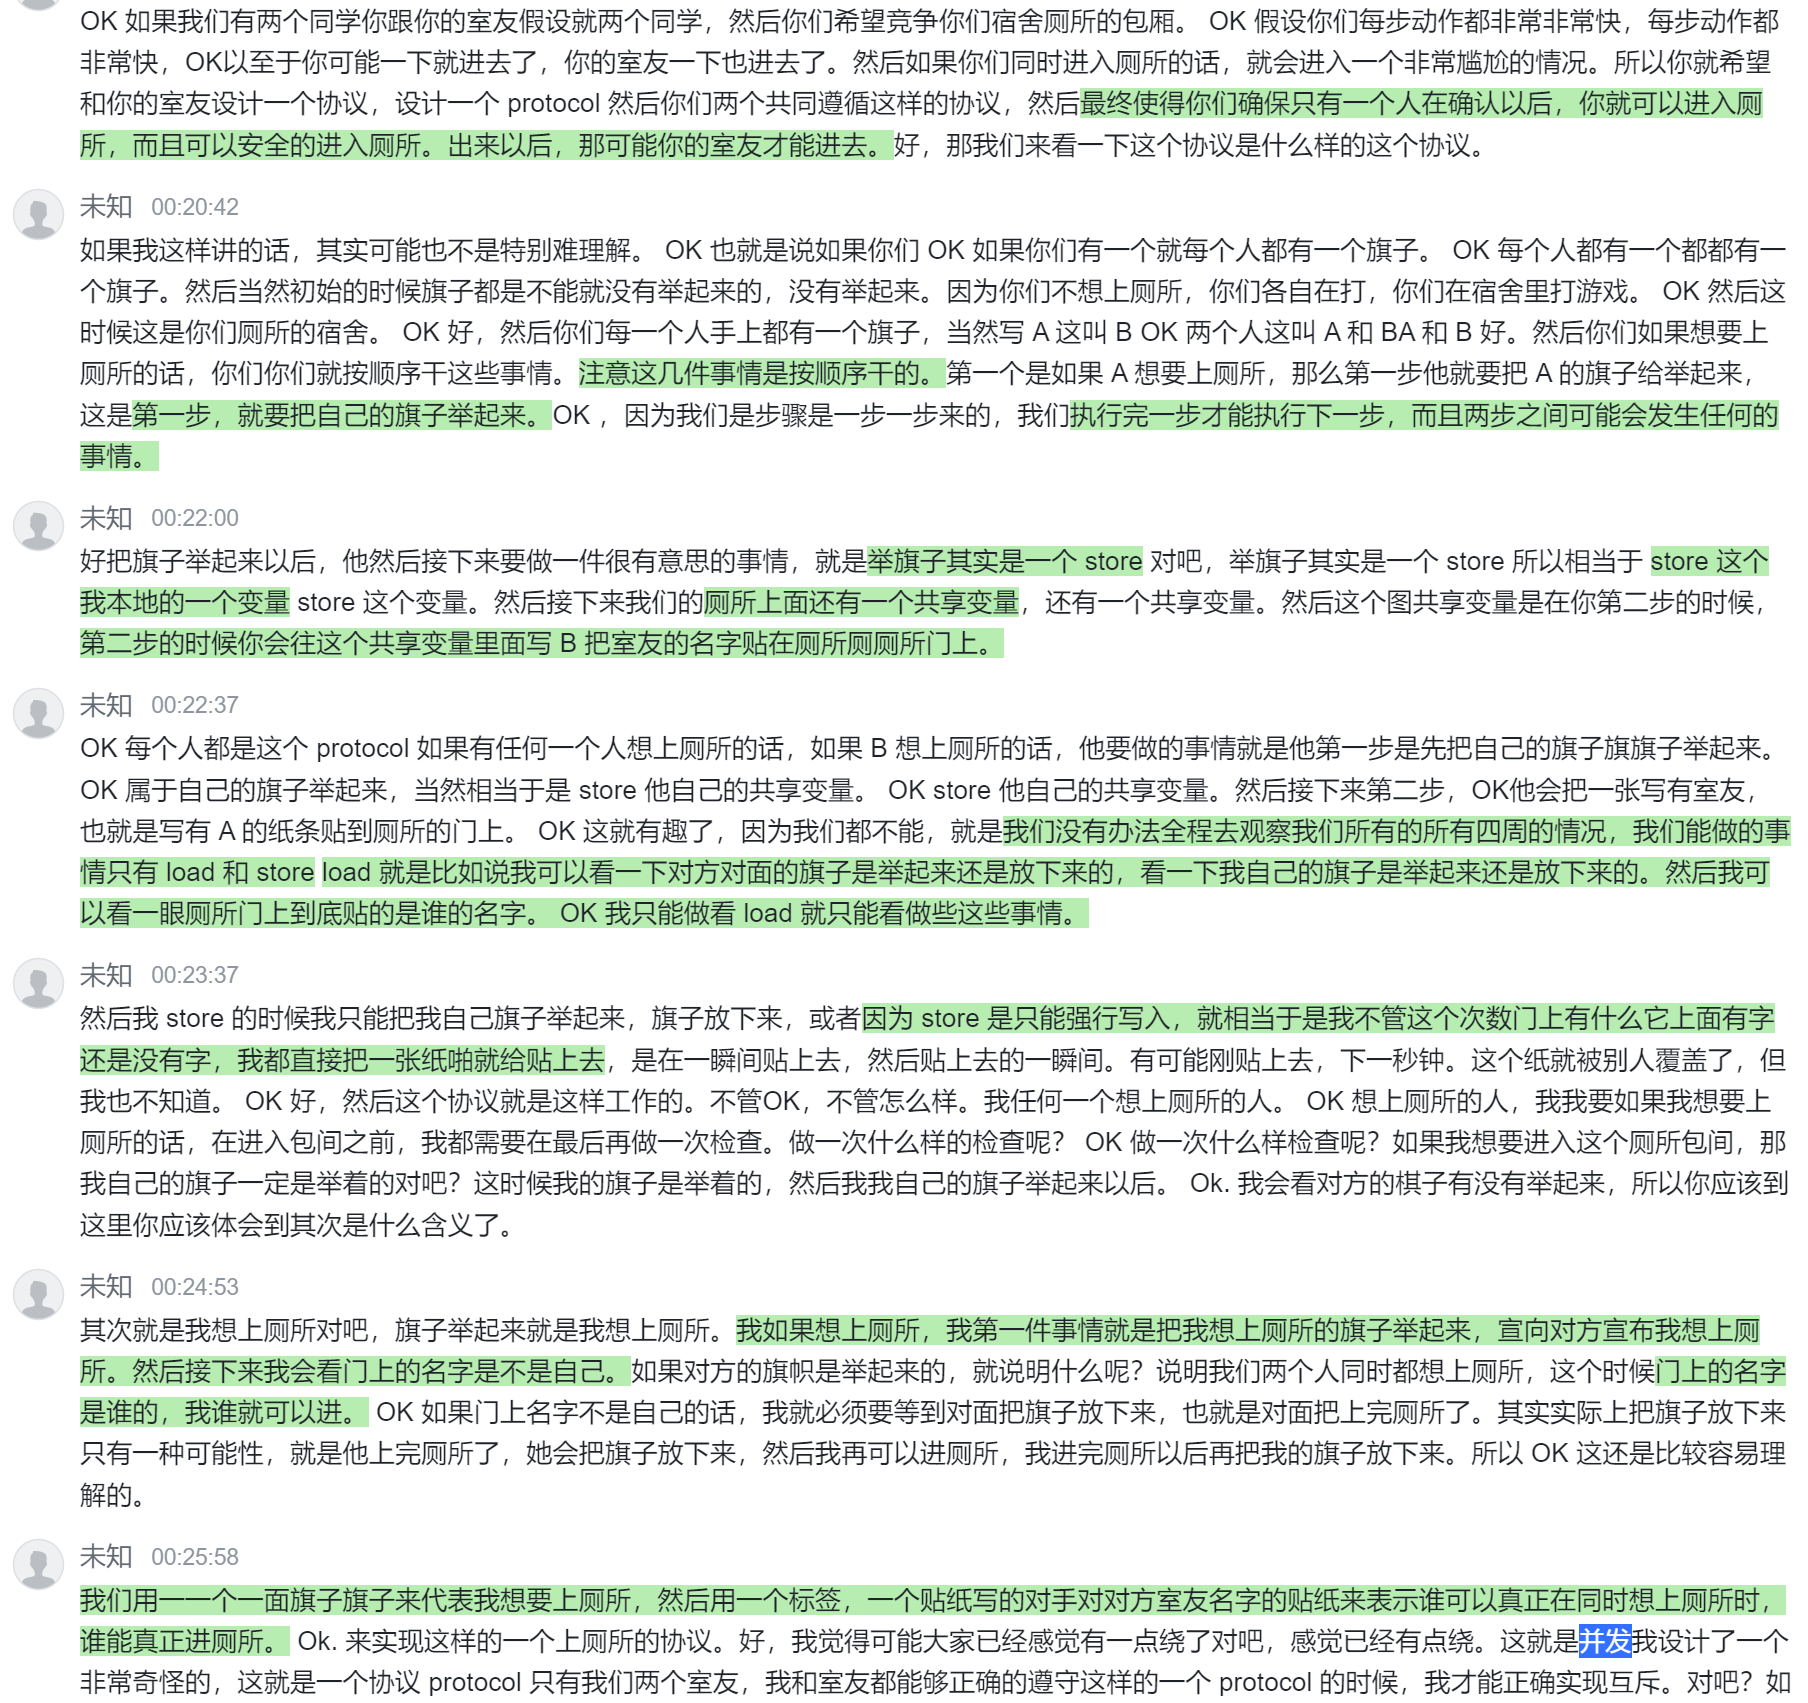 OK 如果我们有两个同学你跟你的室友假设就两个同学，然后你们希望竞争你们宿舍厕所的包厢。 OK 假设你们每步动作都非常非常快，每步动作都
非常快，OK以至于你可能一下就进去了，你的室友一下也进去了。然后如果你们同时进入厕所的话，就会进入一个非常尴尬的情况。所以你就希望
和你的室友设计一个协议，设计一个 protocol 然后你们两个共同遵循这样的协议，然后最终使得你们确保只有一个人在确认以后，你就可以进入厕
所，而且可以安全的进入厕所。出来以后，那可能你的室友才能进去。好，那我们来看一下这个协议是什么样的这个协议。
未知 00:20:42
如果我这样讲的话，其实可能也不是特别难理解。 OK 也就是说如果你们 OK 如果你们有一个就每个人都有一个旗子。 OK 每个人都有一个都都有一
个旗子。然后当然初始的时候旗子都是不能就没有举起来的，没有举起来。因为你们不想上厕所，你们各自在打，你们在宿舍里打游戏。 OK 然后这
时候这是你们厕所的宿舍。 OK 好，然后你们每一个人手上都有一个旗子，当然写 A 这叫 B OK 两个人这叫 A 和 BA 和 B 好。然后你们如果想要上
厕所的话，你们你们就按顺序干这些事情。注意这几件事情是按顺序干的。第一个是如果 A 想要上厕所，那么第一步他就要把 A 的旗子给举起来，
这是第一步，就要把自己的旗子举起来。OK ，因为我们是步骤是一步一步来的，我们执行完一步才能执行下一步，而且两步之间可能会发生任何的
事情。
未知 00:22:00
好把旗子举起来以后，他然后接下来要做一件很有意思的事情，就是举旗子其实是一个 store 对吧，举旗子其实是一个 store 所以相当于 store 这个
我本地的一个变量 store 这个变量。然后接下来我们的厕所上面还有一个共享变量，还有一个共享变量。然后这个图共享变量是在你第二步的时候，
第二步的时候你会往这个共享变量里面写 B 把室友的名字贴在厕所厕厕所门上。
未知 00:22:37
OK 每个人都是这个 protocol 如果有任何一个人想上厕所的话，如果 B 想上厕所的话，他要做的事情就是他第一步是先把自己的旗子旗旗子举起来。
OK 属于自己的旗子举起来，当然相当于是 store 他自己的共享变量。 OK store 他自己的共享变量。然后接下来第二步，OK他会把一张写有室友，
也就是写有 A 的纸条贴到厕所的门上。 OK 这就有趣了，因为我们都不能，就是我们没有办法全程去观察我们所有的所有四周的情况，我们能做的事
情只有 load 和 store load 就是比如说我可以看一下对方对面的旗子是举起来还是放下来的，看一下我自己的旗子是举起来还是放下来的。然后我可
以看一眼厕所门上到底贴的是谁的名字。 OK 我只能做看 load 就只能看做些这些事情。
未知 00:23:37
然后我 store 的时候我只能把我自己旗子举起来，旗子放下来，或者因为 store 是只能强行写入，就相当于是我不管这个次数门上有什么它上面有字
还是没有字，我都直接把一张纸啪就给贴上去，是在一瞬间贴上去，然后贴上去的一瞬间。有可能刚贴上去，下一秒钟。这个纸就被别人覆盖了，但
我也不知道。 OK 好，然后这个协议就是这样工作的。不管OK，不管怎么样。我任何一个想上厕所的人。 OK 想上厕所的人，我我要如果我想要上
厕所的话，在进入包间之前，我都需要在最后再做一次检查。做一次什么样的检查呢？ OK 做一次什么样检查呢？如果我想要进入这个厕所包间，那
我自己的旗子一定是举着的对吧？这时候我的旗子是举着的，然后我我自己的旗子举起来以后。 Ok. 我会看对方的棋子有没有举起来，所以你应该到
这里你应该体会到其次是什么含义了。
未知 00:24:53
其次就是我想上厕所对吧，旗子举起来就是我想上厕所。我如果想上厕所，我第一件事情就是把我想上厕所的旗子举起来，宣向对方宣布我想上厕
所。然后接下来我会看门上的名字是不是自己。如果对方的旗帜是举起来的，就说明什么呢？说明我们两个人同时都想上厕所，这个时候门上的名字
是谁的，我谁就可以进。 OK 如果门上名字不是自己的话，我就必须要等到对面把旗子放下来，也就是对面把上完厕所了。其实实际上把旗子放下来
只有一种可能性，就是他上完厕所了，她会把旗子放下来，然后我再可以进厕所，我进完厕所以后再把我的旗子放下来。所以 OK 这还是比较容易理
解的。
未知 00:25:58
我们用一一个一面旗子旗子来代表我想要上厕所，然后用一个标签，一个贴纸写的对手对对方室友名字的贴纸来表示谁可以真正在同时想上厕所时，
谁能真正进厕所。 Ok. 来实现这样的一个上厕所的协议。好，我觉得可能大家已经感觉有一点绕了对吧，感觉已经有点绕。这就是并发我设计了一个
非常奇怪的，这就是一个协议 protocol 只有我们两个室友，我和室友都能够正确的遵守这样的一个 protocol 的时候，我才能正确实现互斥。对吧？如